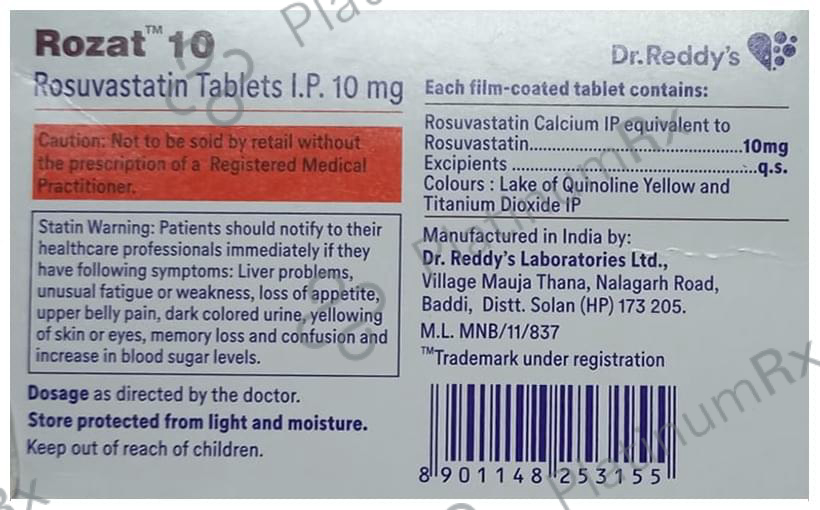 Rozat™ 10
Rosuvastatin Tablets I.P. 10 mg
Caution: Not to be sold by retail without
the prescription of a Registered Medical
Practitioner.
Statin Warning: Patients should notify to their
healthcare professionals immediately if they
have following symptoms: Liver problems,
unusual fatigue or weakness, loss of appetite,
upper belly pain, dark colored urine, yellowing
of skin or eyes, memory loss and confusion and
increase in blood sugar levels.
Dosage as directed by the doctor.
Store protected from light and moisture.
Keep out of reach of children.
Dr.Reddy's
Each film-coated tablet contains:
Rosuvastatin Calcium IP equivalent to
Rosuvastatin..........................................10mg
Excipients ...............................................q.s.
Colours : Lake of Quinoline Yellow and
Titanium Dioxide IP
Manufactured in India by:
Dr. Reddy's Laboratories Ltd.,
Village Mauja Thana, Nalagarh Road,
Baddi, Distt. Solan (HP) 173 205.
M.L. MNB/11/837
™Trademark under registration
8 901148 253155
PlatinumRx
PlatinumRx
PlatinumRx
Rx